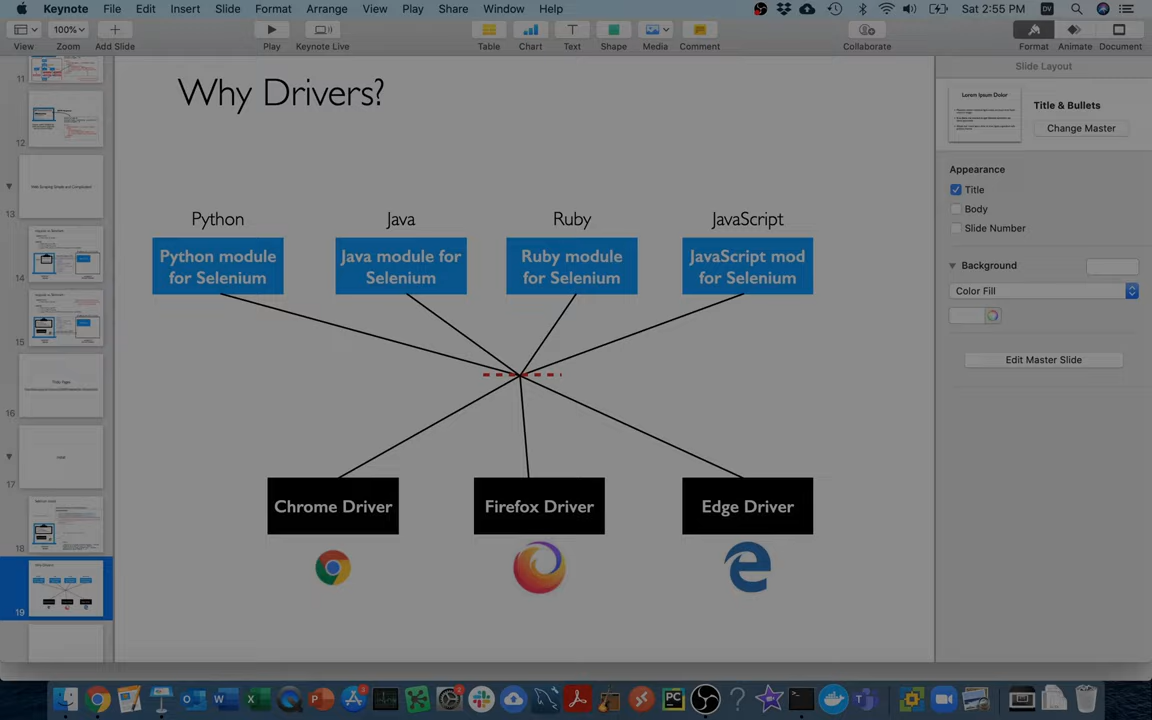 Keynote File Edit Insert Slide Format Arrange View Play Share Window Help
DV Sat 2:55 PM
100%
View Zoom Add Slide
Play Keynote Live
Table Chart Text Shape Media Comment
Collaborate
Format Animate Document
Slide Layout
Lorem Ipsum Dolor
Title & Bullets
Change Master
Appearance
Title
Body
Slide Number
Background
Color Fill
Edit Master Slide
11
12
13
14
15
16
17
18
19
Why Drivers?
Python Java Ruby JavaScript
Python module
for Selenium
Java module for
Selenium
Ruby module
for Selenium
JavaScript mod
for Selenium
Chrome Driver Firefox Driver Edge Driver